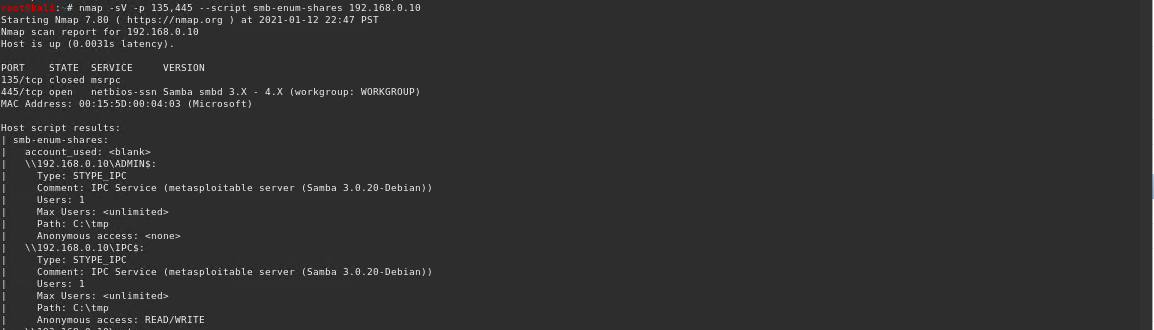 root@kali:~# nmap -sV -p 135,445 --script smb-enum-shares 192.168.0.10
Starting Nmap 7.80 ( https://nmap.org ) at 2021-01-12 22:47 PST
Nmap scan report for 192.168.0.10
Host is up (0.0031s latency).
PORT    STATE  SERVICE     VERSION
135/tcp closed msrpc
445/tcp open   netbios-ssn Samba smbd 3.X - 4.X (workgroup: WORKGROUP)
MAC Address: 00:15:5D:00:04:03 (Microsoft)
Host script results:
| smb-enum-shares:
|   account_used: <blank>
|   \\192.168.0.10\ADMIN$:
|     Type: STYPE_IPC
|     Comment: IPC Service (metasploitable server (Samba 3.0.20-Debian))
|     Users: 1
|     Max Users: <unlimited>
|     Path: C:\tmp
|     Anonymous access: <none>
|   \\192.168.0.10\IPC$:
|     Type: STYPE_IPC
|     Comment: IPC Service (metasploitable server (Samba 3.0.20-Debian))
|     Users: 1
|     Max Users: <unlimited>
|     Path: C:\tmp
|     Anonymous access: READ/WRITE